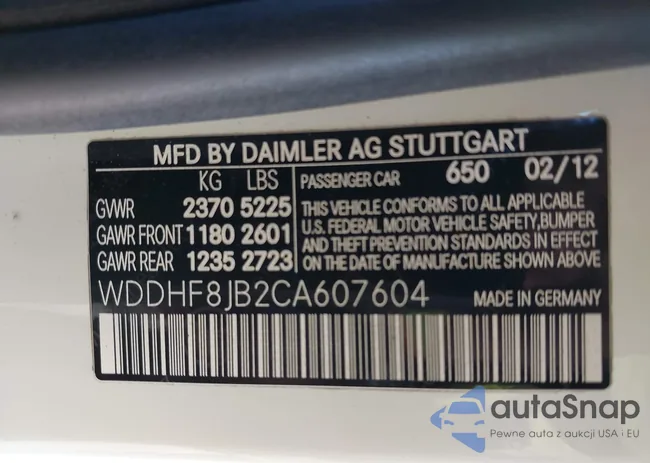 MFD BY DAIMLER AG STUTTGART
KG LBS PASSENGER CAR 650 02/12
GVWR 2370 5225 THIS VEHICLE CONFORMS TO ALL APPLICABLE
GAWR FRONT 1180 2601 U.S. FEDERAL MOTOR VEHICLE SAFETY, BUMPER
AND THEFT PREVENTION STANDARDS IN EFFECT
GAWR REAR 1235 2723 ON THE DATE OF MANUFACTURE SHOWN ABOVE
WDDHF8JB2CA607604 MADE IN GERMANY
autaSnap
Pewne auta z aukcji USA i EU